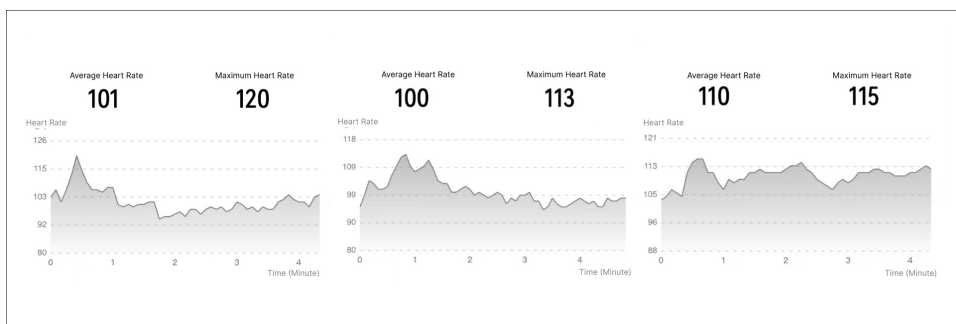 Average Heart Rate
101
Maximum Heart Rate
120
Heart Rate
126
115
103
92
80
0 1 2 3 4
Time (Minute)
Average Heart Rate
100
Maximum Heart Rate
113
Heart Rate
118
109
99
90
80
0 1 2 3 4
Time (Minute)
Average Heart Rate
110
Maximum Heart Rate
115
Heart Rate
121
113
105
96
88
0 1 2 3 4
Time (Minute)